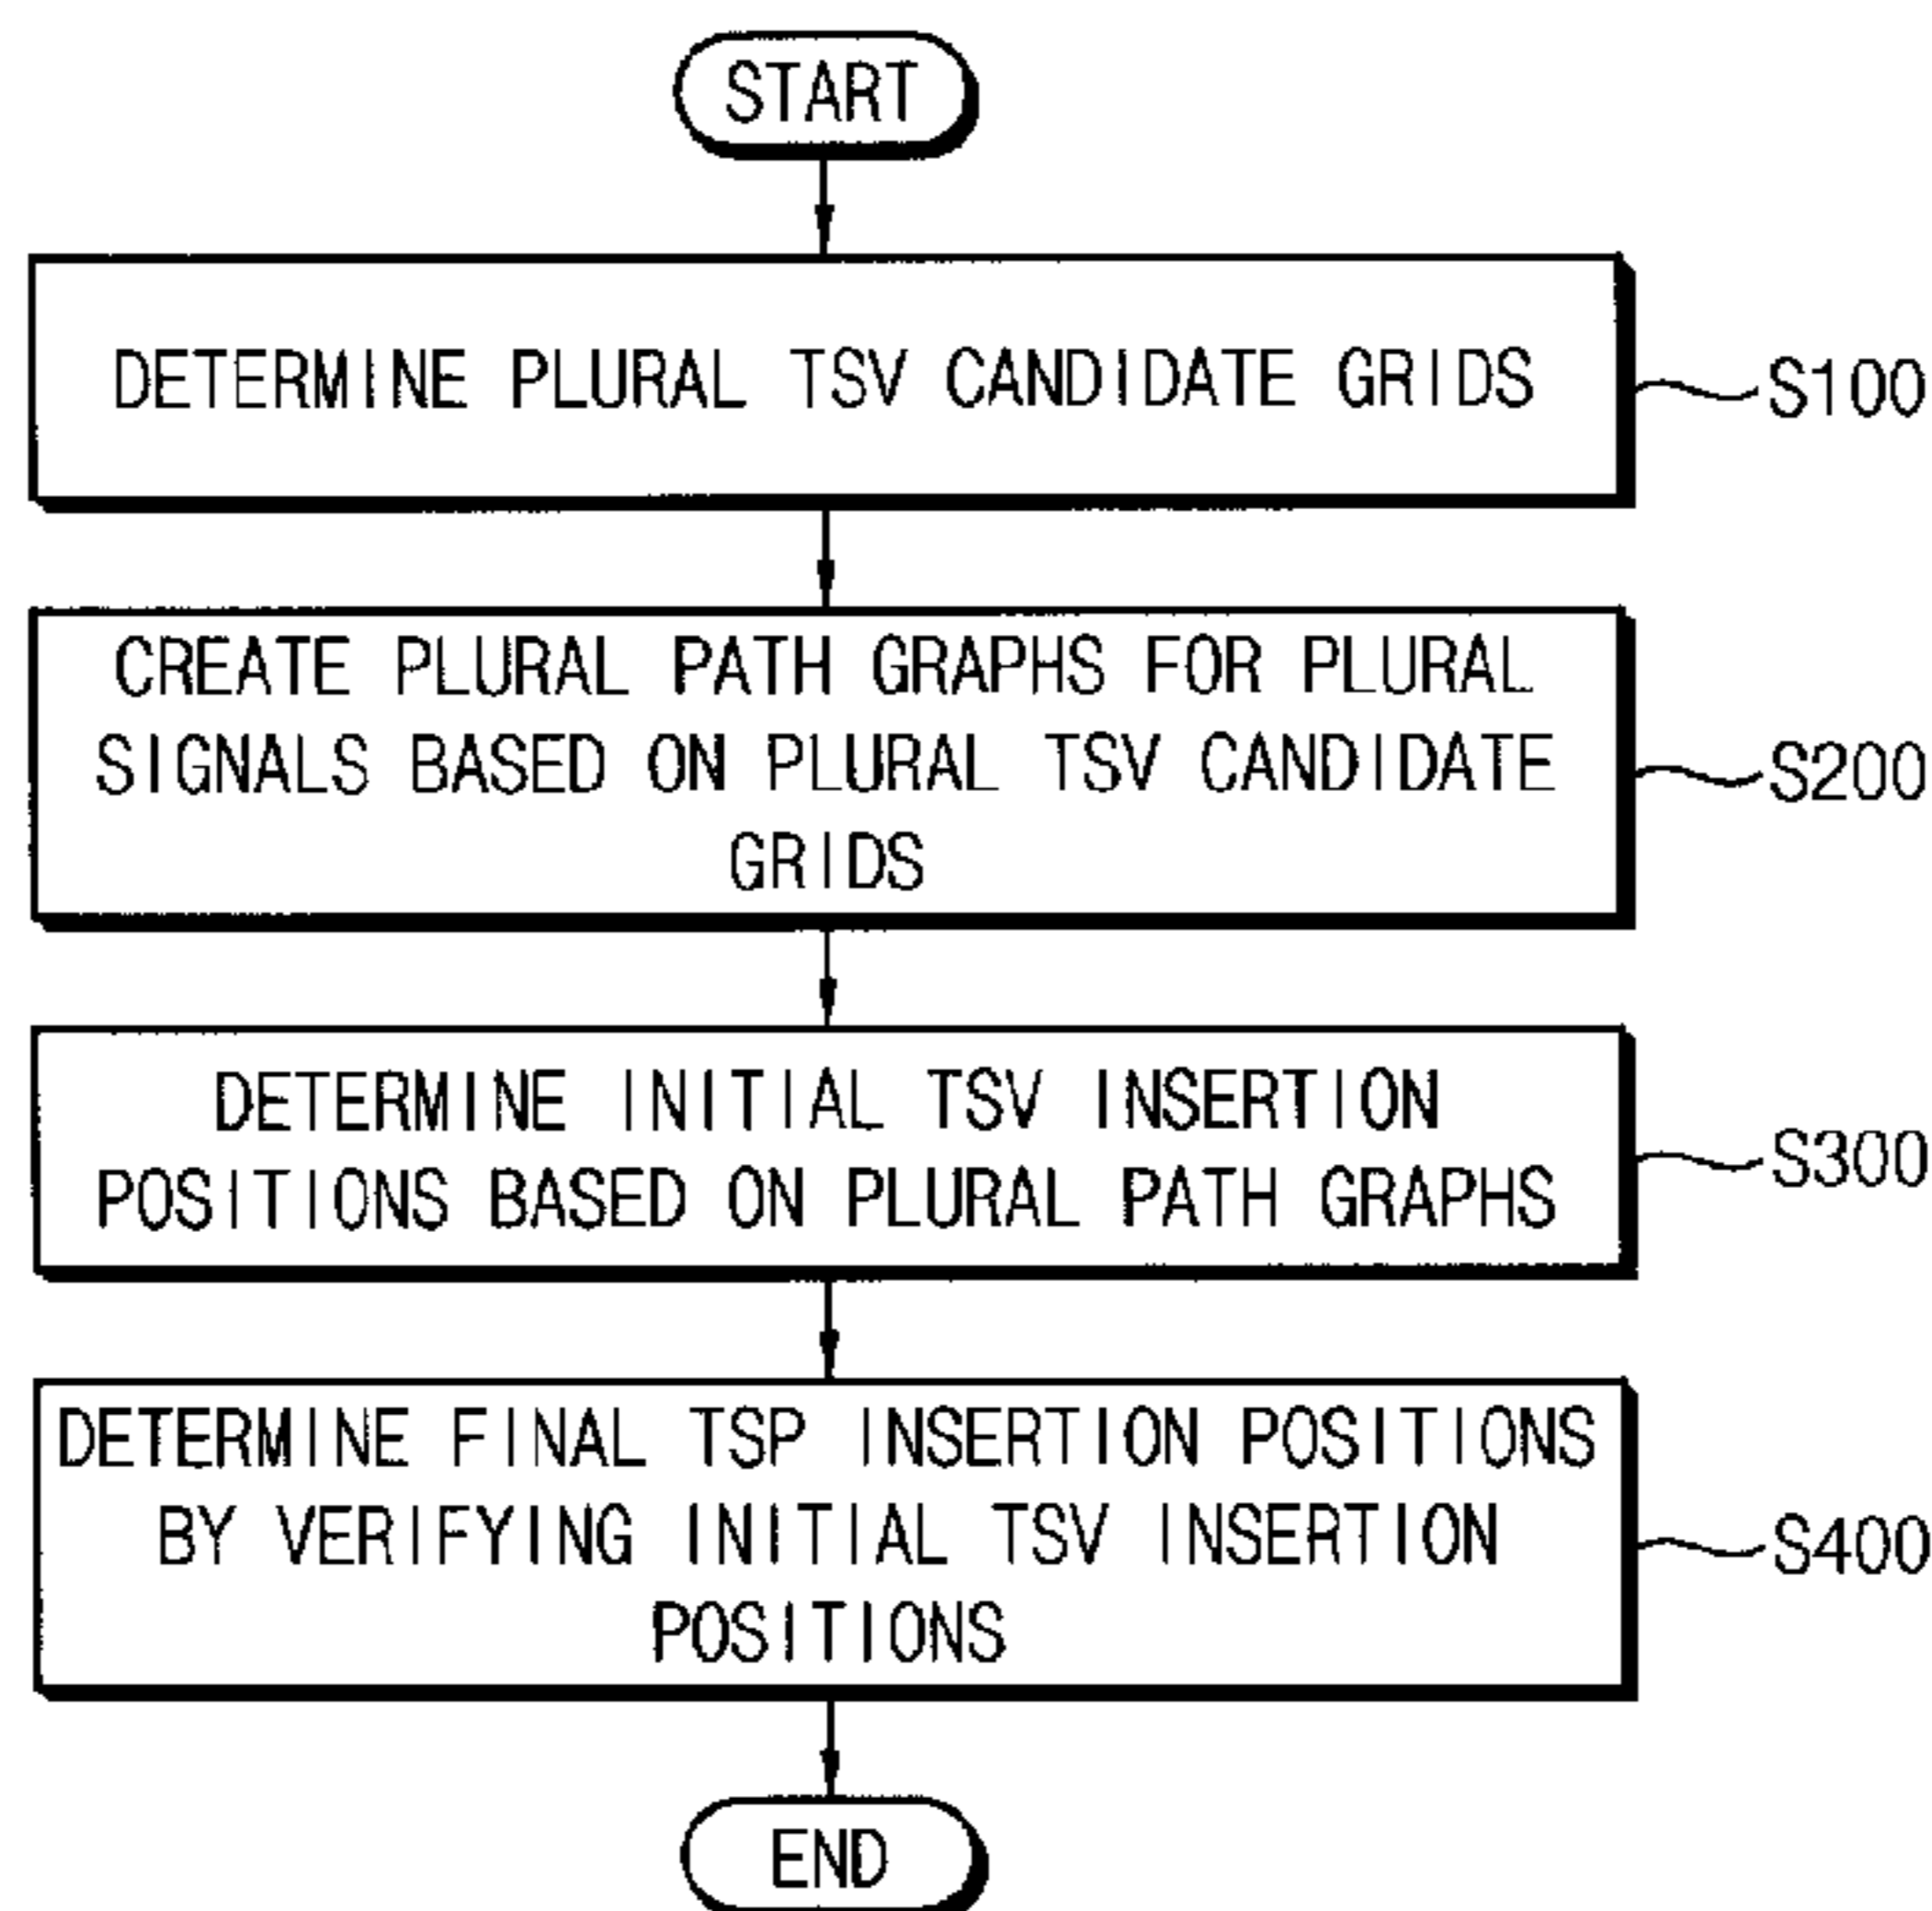 START
DETERMINE PLURAL TSV CANDIDATE GRIDS
S100
CREATE PLURAL PATH GRAPHS FOR PLURAL
SIGNALS BASED ON PLURAL TSV CANDIDATE
GRIDS
S200
DETERMINE INITIAL TSV INSERTION
POSITIONS BASED ON PLURAL PATH GRAPHS
S300
DETERMINE FINAL TSP INSERTION POSITIONS
BY VERIFYING INITIAL TSV INSERTION
POSITIONS
S400
END